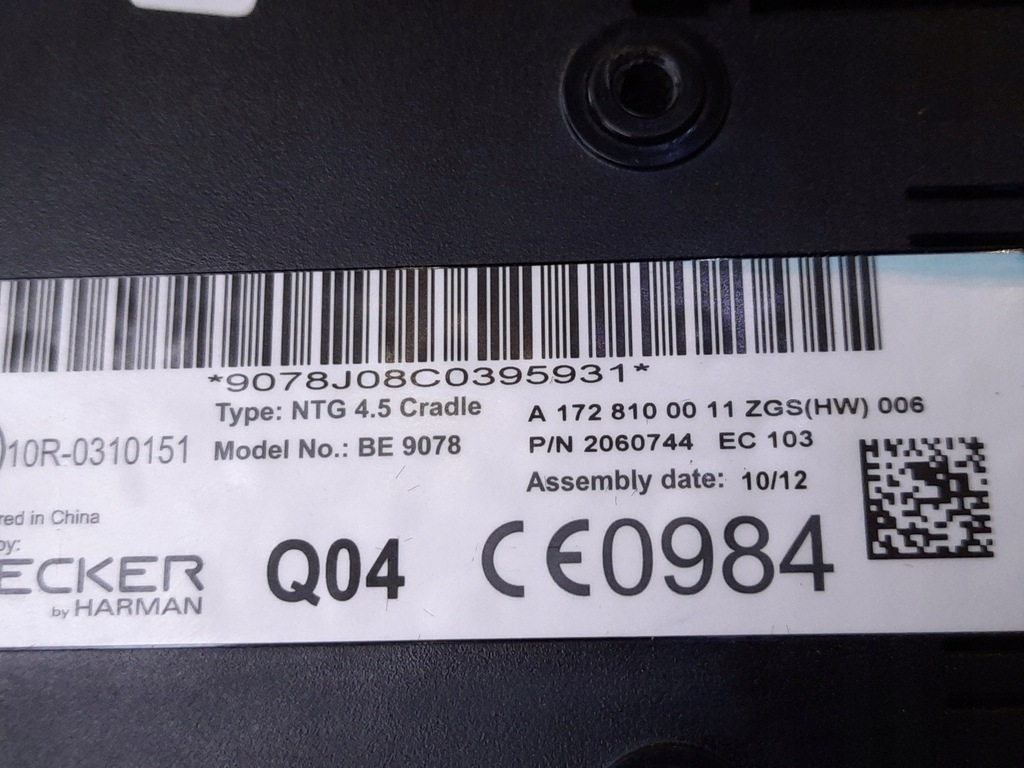 *9078J08C0395931*
Type: NTG 4.5 Cradle
A 172 810 00 11 ZGS(HW) 006
10R-0310151
Model No.: BE 9078
P/N 2060744 EC 103
Assembly date: 10/12
red in China
by:
ECKER
by HARMAN
Q04
CE0984